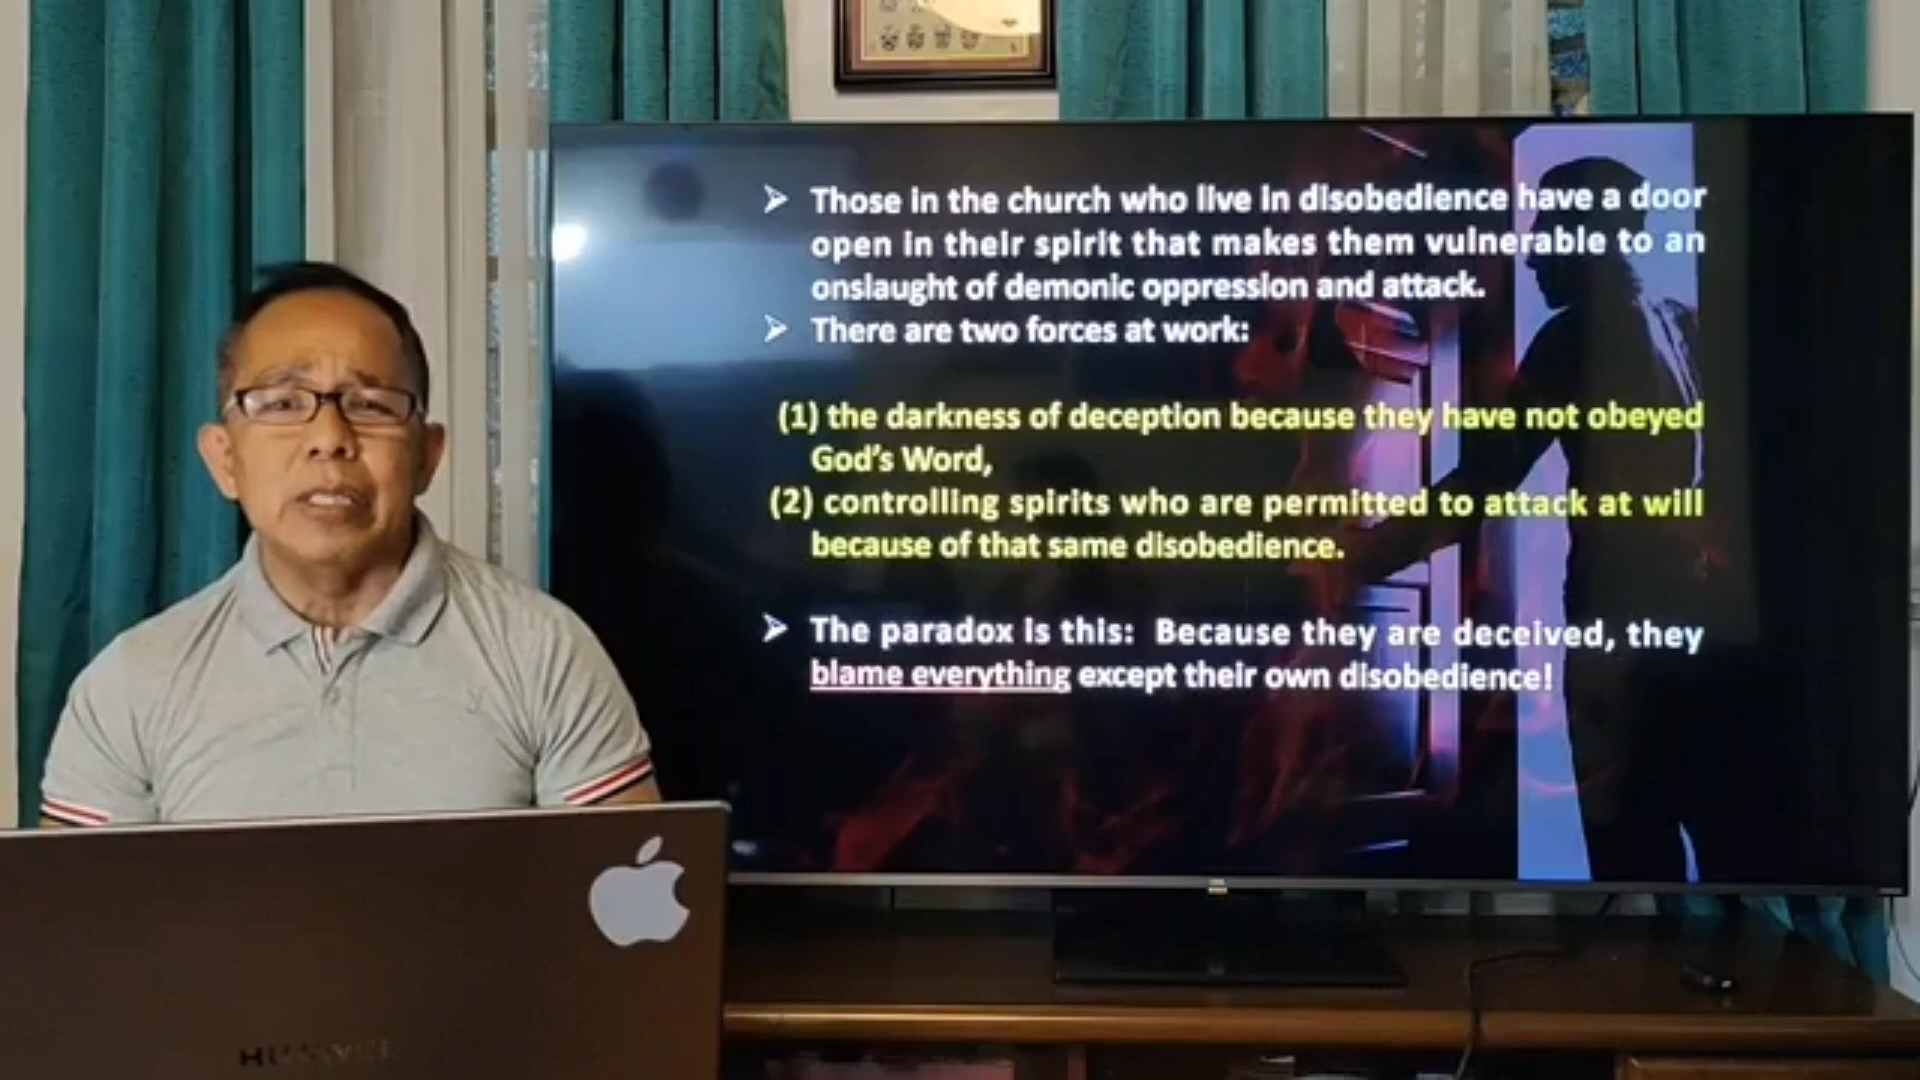 ➤ Those in the church who live in disobedience have a door
open in their spirit that makes them vulnerable to an
onslaught of demonic oppression and attack.
➤ There are two forces at work:
(1) the darkness of deception because they have not obeyed
God's Word,
(2) controlling spirits who are permitted to attack at will
because of that same disobedience.
➤ The paradox is this: Because they are deceived, they
blame everything except their own disobedience!
HUAWEI